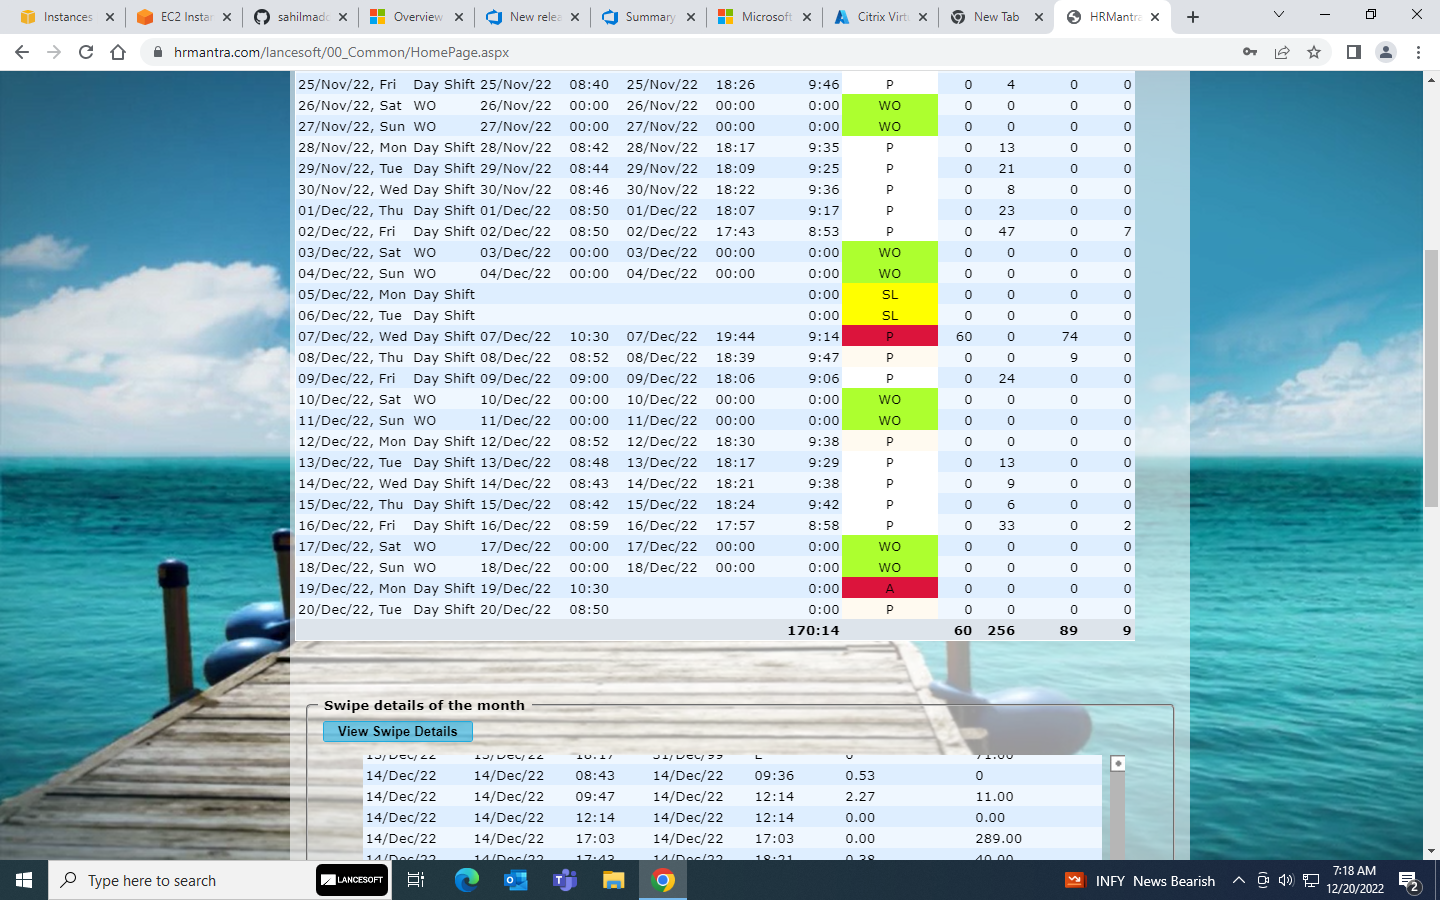 Instances
EC2 Instar
sahilmadc
Overview
New relea
Summary
Microsoft
Citrix Virtu
New Tab
HRMantra
hrmantra.com/lancesoft/00_Common/HomePage.aspx
25/Nov/22, Fri Day Shift 25/Nov/22 08:40 25/Nov/22 18:26 9:46 P 0 4 0 0
26/Nov/22, Sat WO 26/Nov/22 00:00 26/Nov/22 00:00 0:00 WO 0 0 0 0
27/Nov/22, Sun WO 27/Nov/22 00:00 27/Nov/22 00:00 0:00 WO 0 0 0 0
28/Nov/22, Mon Day Shift 28/Nov/22 08:42 28/Nov/22 18:17 9:35 P 0 13 0 0
29/Nov/22, Tue Day Shift 29/Nov/22 08:44 29/Nov/22 18:09 9:25 P 0 21 0 0
30/Nov/22, Wed Day Shift 30/Nov/22 08:46 30/Nov/22 18:22 9:36 P 0 8 0 0
01/Dec/22, Thu Day Shift 01/Dec/22 08:50 01/Dec/22 18:07 9:17 P 0 23 0 0
02/Dec/22, Fri Day Shift 02/Dec/22 08:50 02/Dec/22 17:43 8:53 P 0 47 0 7
03/Dec/22, Sat WO 03/Dec/22 00:00 03/Dec/22 00:00 0:00 WO 0 0 0 0
04/Dec/22, Sun WO 04/Dec/22 00:00 04/Dec/22 00:00 0:00 WO 0 0 0 0
05/Dec/22, Mon Day Shift 0:00 SL 0 0 0 0
06/Dec/22, Tue Day Shift 0:00 SL 0 0 0 0
07/Dec/22, Wed Day Shift 07/Dec/22 10:30 07/Dec/22 19:44 9:14 P 60 0 74 0
08/Dec/22, Thu Day Shift 08/Dec/22 08:52 08/Dec/22 18:39 9:47 P 0 0 9 0
09/Dec/22, Fri Day Shift 09/Dec/22 09:00 09/Dec/22 18:06 9:06 P 0 24 0 0
10/Dec/22, Sat WO 10/Dec/22 00:00 10/Dec/22 00:00 0:00 WO 0 0 0 0
11/Dec/22, Sun WO 11/Dec/22 00:00 11/Dec/22 00:00 0:00 WO 0 0 0 0
12/Dec/22, Mon Day Shift 12/Dec/22 08:52 12/Dec/22 18:30 9:38 P 0 0 0 0
13/Dec/22, Tue Day Shift 13/Dec/22 08:48 13/Dec/22 18:17 9:29 P 0 13 0 0
14/Dec/22, Wed Day Shift 14/Dec/22 08:43 14/Dec/22 18:21 9:38 P 0 9 0 0
15/Dec/22, Thu Day Shift 15/Dec/22 08:42 15/Dec/22 18:24 9:42 P 0 6 0 0
16/Dec/22, Fri Day Shift 16/Dec/22 08:59 16/Dec/22 17:57 8:58 P 0 33 0 2
17/Dec/22, Sat WO 17/Dec/22 00:00 17/Dec/22 00:00 0:00 WO 0 0 0 0
18/Dec/22, Sun WO 18/Dec/22 00:00 18/Dec/22 00:00 0:00 WO 0 0 0 0
19/Dec/22, Mon Day Shift 19/Dec/22 10:30 0:00 A 0 0 0 0
20/Dec/22, Tue Day Shift 20/Dec/22 08:50 0:00 P 0 0 0 0
170:14 60 256 89 9
Swipe details of the month
View Swipe Details
13/Dec/22 13/Dec/22 18:17 31/Dec/99 E 0 71.00
14/Dec/22 14/Dec/22 08:43 14/Dec/22 09:36 0.53 0
14/Dec/22 14/Dec/22 09:47 14/Dec/22 12:14 2.27 11.00
14/Dec/22 14/Dec/22 12:14 14/Dec/22 12:14 0.00 0.00
14/Dec/22 14/Dec/22 17:03 14/Dec/22 17:03 0.00 289.00
14/Dec/22 14/Dec/22 17:43 14/Dec/22 18:21 0.38 40.00
Type here to search
LANCESOFT
INFY News Bearish
7:18 AM
12/20/2022
2